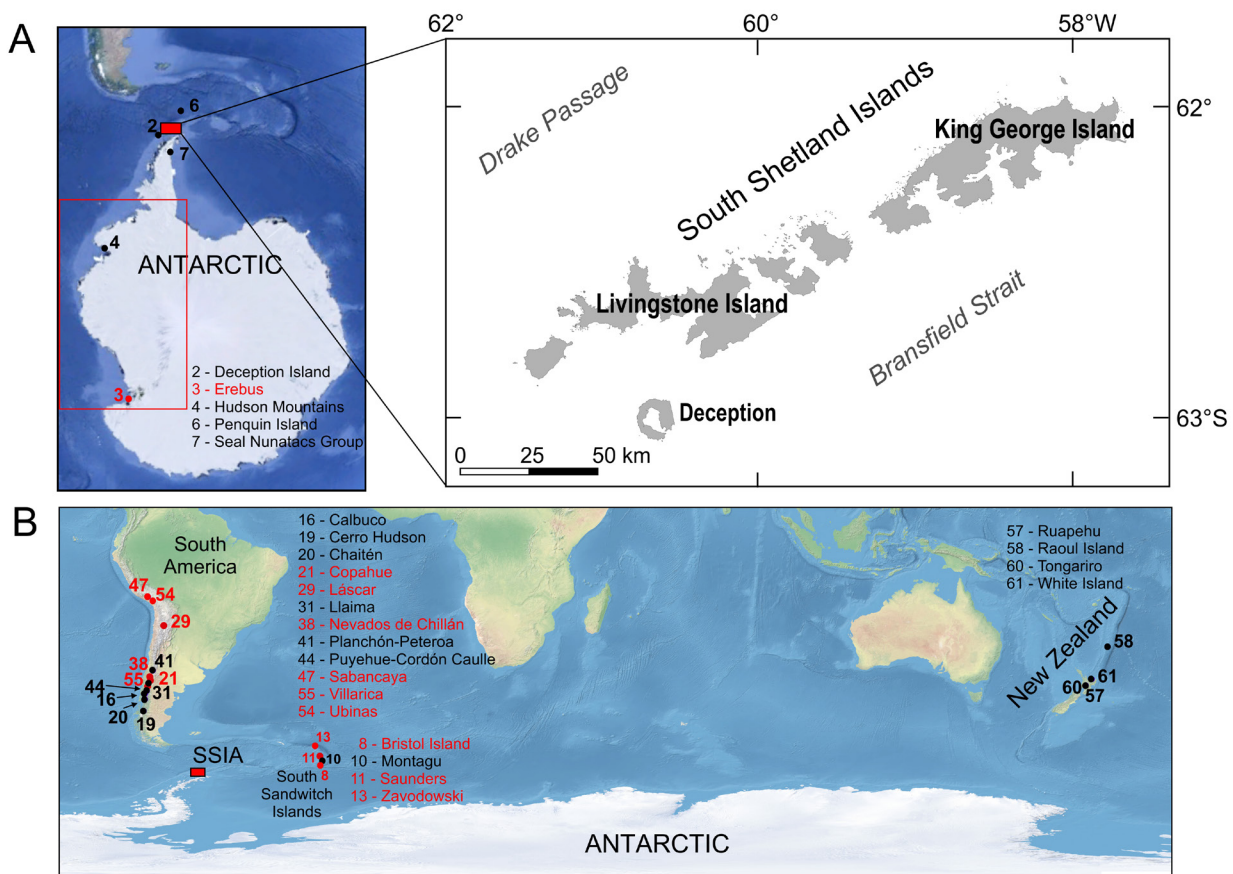 A
62°
60°
58°W
62°
63°S
6
2
7
4
3
ANTARCTIC
2 - Deception Island
3 - Erebus
4 - Hudson Mountains
6 - Penquin Island
7 - Seal Nunatacs Group
Drake Passage
South Shetland Islands
King George Island
Livingstone Island
Bransfield Strait
Deception
0 25 50 km
B
South
America
47
54
29
38
41
55
21
44
31
16
20
19
16 - Calbuco
19 - Cerro Hudson
20 - Chaitén
21 - Copahue
29 - Láscar
31 - Llaima
38 - Nevados de Chillán
41 - Planchón-Peteroa
44 - Puyehue-Cordón Caulle
47 - Sabancaya
55 - Villarica
54 - Ubinas
SSIA
13
11
10
8
South
Sandwitch
Islands
8 - Bristol Island
10 - Montagu
11 - Saunders
13 - Zavodowski
57 - Ruapehu
58 - Raoul Island
60 - Tongariro
61 - White Island
New Zealand
58
61
60
57
ANTARCTIC